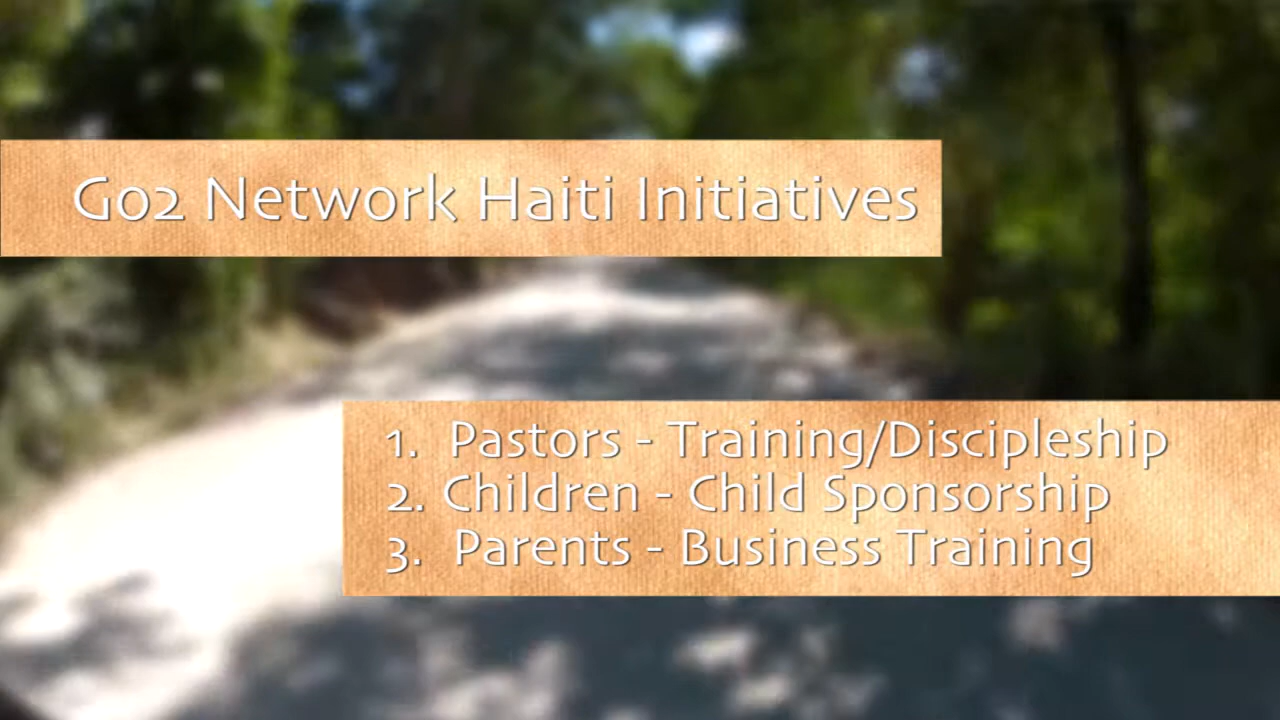 Go2 Network Haiti Initiatives
1. Pastors - Training/Discipleship
2. Children - Child Sponsorship
3. Parents - Business Training